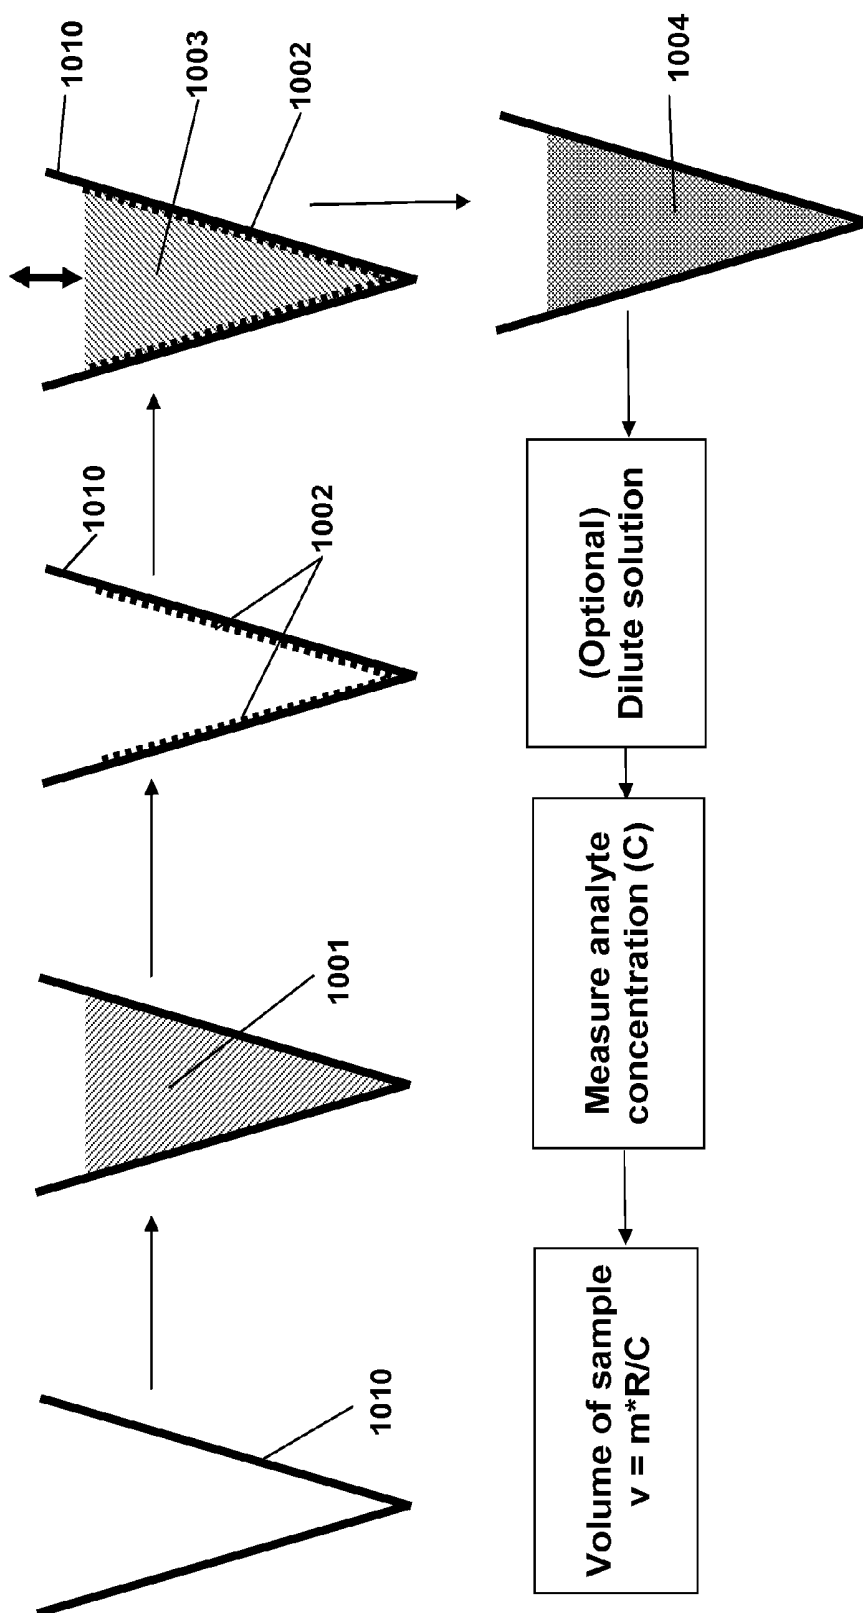 1010
1001
1010
1002
1010
1003
1002
1004
(Optional)
Dilute solution
Measure analyte
concentration (C)
Volume of sample
v = m*R/C